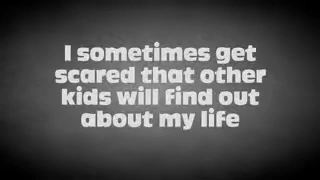 I sometimes get
scared that other
kids will find out
about my life